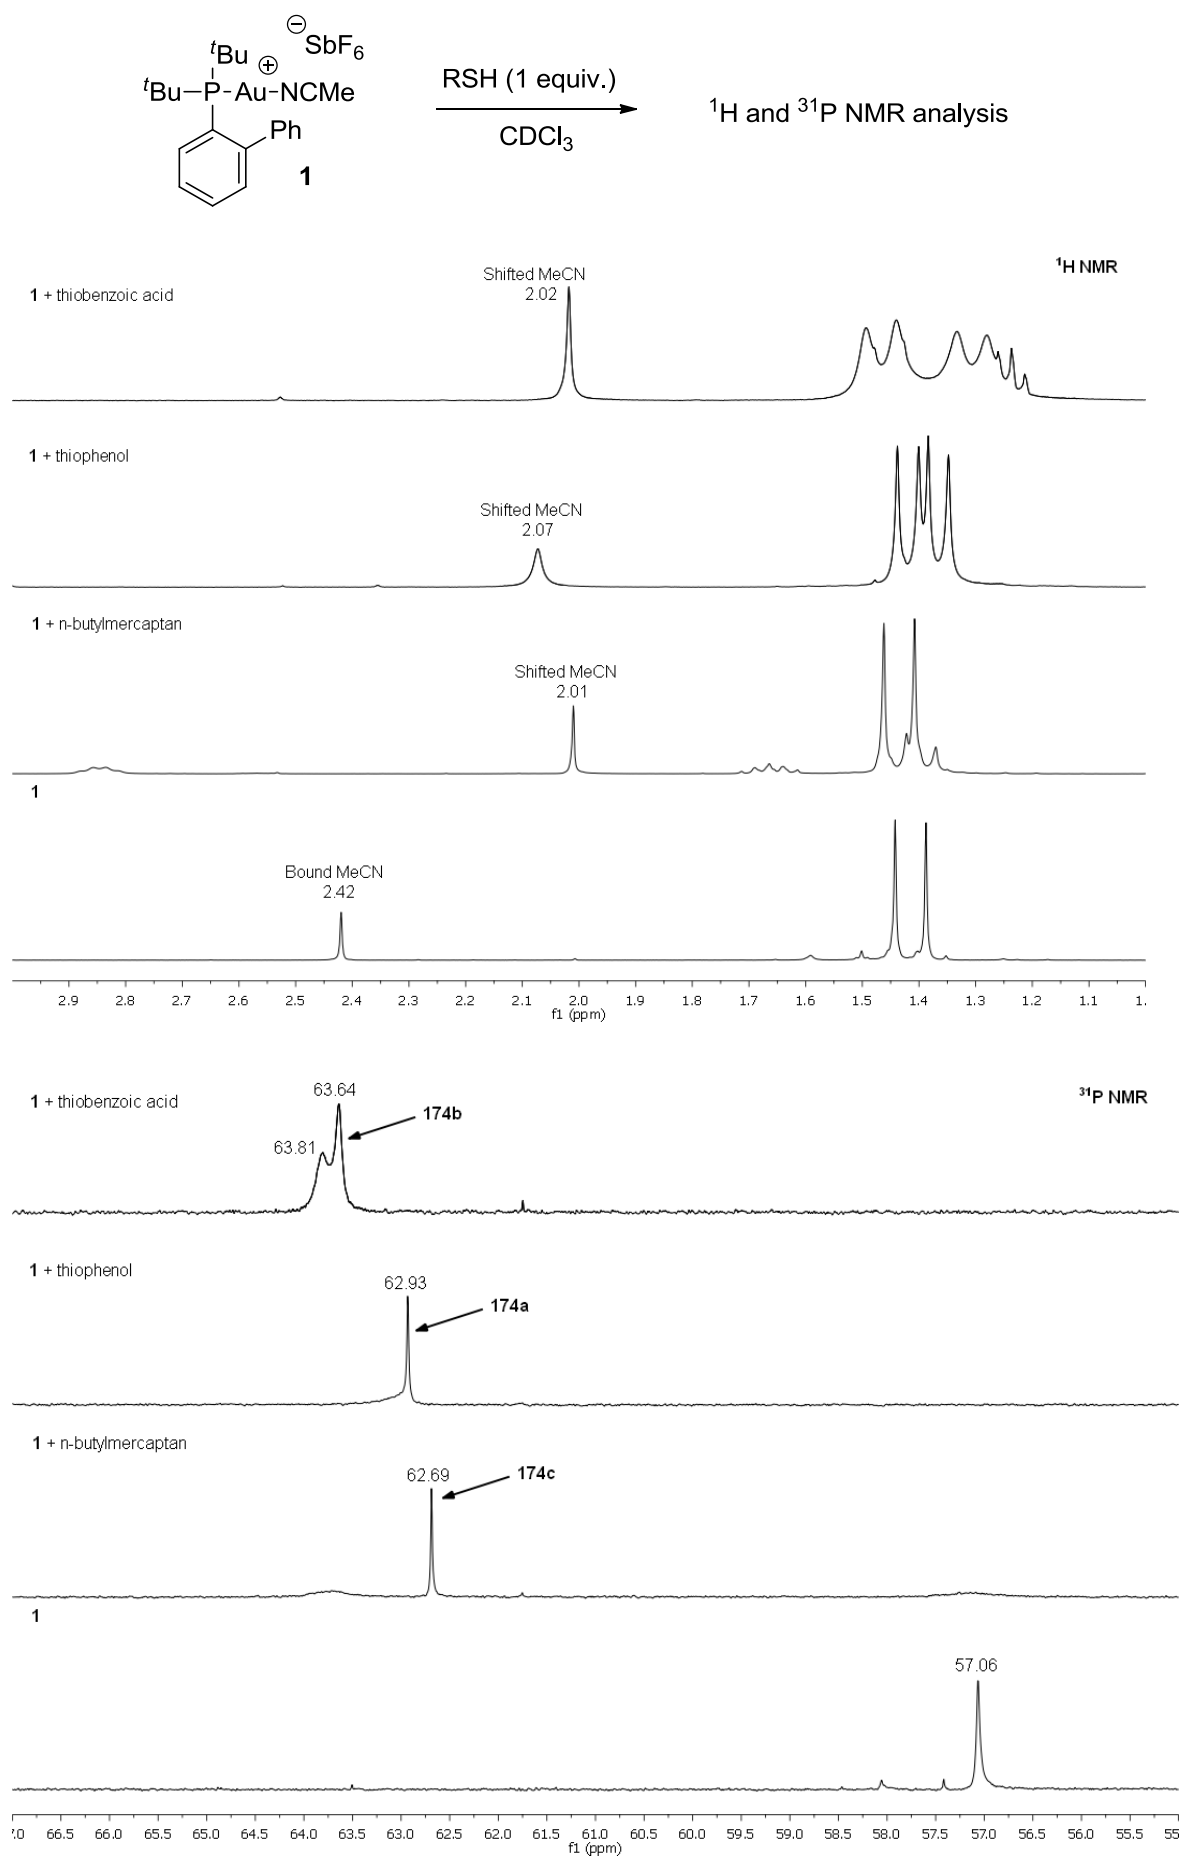 ⊖
SbF6
tBu
⊕
tBu P Au NCMe
Ph
1
RSH (1 equiv.)
CDCl3
1H and 31P NMR analysis
1H NMR
1 + thiobenzoic acid
Shifted MeCN
2.02
1 + thiophenol
Shifted MeCN
2.07
1 + n-butylmercaptan
Shifted MeCN
2.01
1
Bound MeCN
2.42
2.9 2.8 2.7 2.6 2.5 2.4 2.3 2.2 2.1 2.0 1.9 1.8 1.7 1.6 1.5 1.4 1.3 1.2 1.1 1.
f1 (ppm)
31P NMR
1 + thiobenzoic acid
63.64
63.81
174b
1 + thiophenol
62.93
174a
1 + n-butylmercaptan
62.69
174c
1
57.06
7.0 66.5 66.0 65.5 65.0 64.5 64.0 63.5 63.0 62.5 62.0 61.5 61.0 60.5 60.0 59.5 59.0 58.5 58.0 57.5 57.0 56.5 56.0 55.5 55
f1 (ppm)